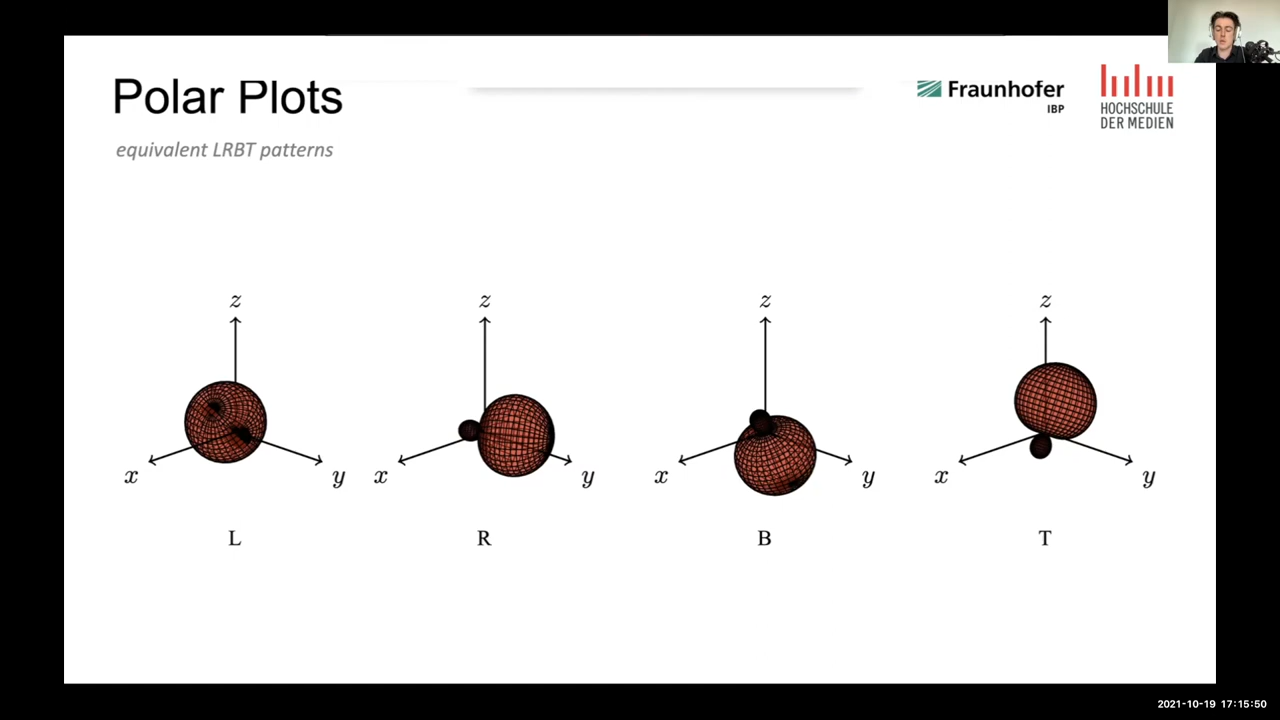 Polar Plots
equivalent LRBT patterns
Fraunhofer
IBP
HOCHSCHULE
DER MEDIEN
z z z z
x y x y x y x y
L R B T
2021-10-19 17:15:50